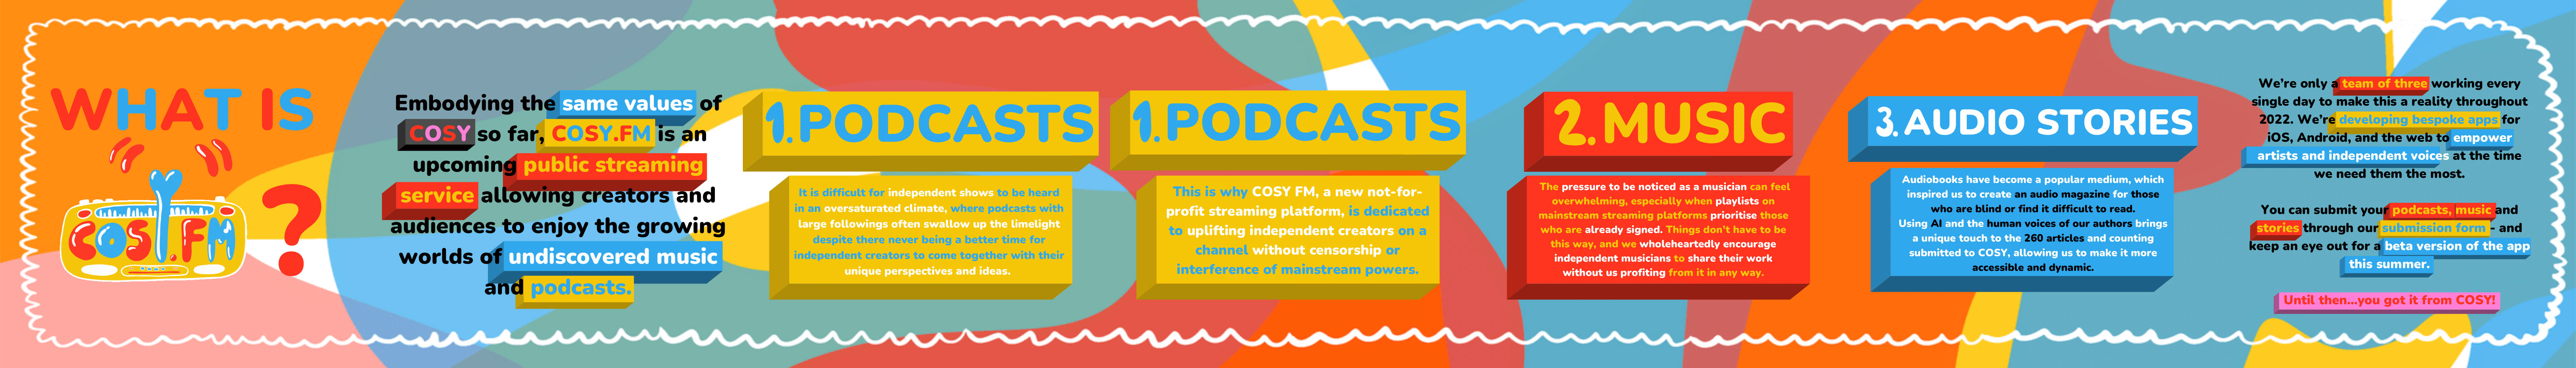 WHAT IS
COSY.FM
?
Embodying the same values of
COSY so far, COSY.FM is an
upcoming public streaming
service allowing creators and
audiences to enjoy the growing
worlds of undiscovered music
and podcasts.
1. PODCASTS
It is difficult for independent shows to be heard
in an oversaturated climate, where podcasts with
large followings often swallow up the limelight
despite there never being a better time for
independent creators to come together with their
unique perspectives and ideas.
1. PODCASTS
This is why COSY FM, a new not-for-
profit streaming platform, is dedicated
to uplifting independent creators on a
channel without censorship or
interference of mainstream powers.
2. MUSIC
The pressure to be noticed as a musician can feel
overwhelming, especially when playlists on
mainstream streaming platforms prioritise those
who are already signed. Things don't have to be
this way, and we wholeheartedly encourage
independent musicians to share their work
without us profiting from it in any way.
3. AUDIO STORIES
Audiobooks have become a popular medium, which
inspired us to create an audio magazine for those
who are blind or find it difficult to read.
Using AI and the human voices of our authors brings
a unique touch to the 260 articles and counting
submitted to COSY, allowing us to make it more
accessible and dynamic.
We're only a team of three working every
single day to make this a reality throughout
2022. We're developing bespoke apps for
iOS, Android, and the web to empower
artists and independent voices at the time
we need them the most.
You can submit your podcasts, music and
stories through our submission form - and
keep an eye out for a beta version of the app
this summer.
Until then...you got it from COSY!